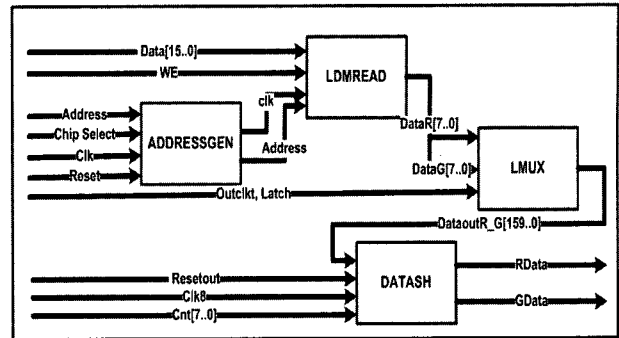 Data[15..0]
WE
LDMREAD
clk
Address
Chip Select
Clk
Reset
ADDRESSGEN
Address
DataR[7..0]
DataG[7..0]
LMUX
Outclkt, Latch
DataoutR_G[159..0]
Resetout
Clk8
Cnt[7..0]
DATASH
RData
GData